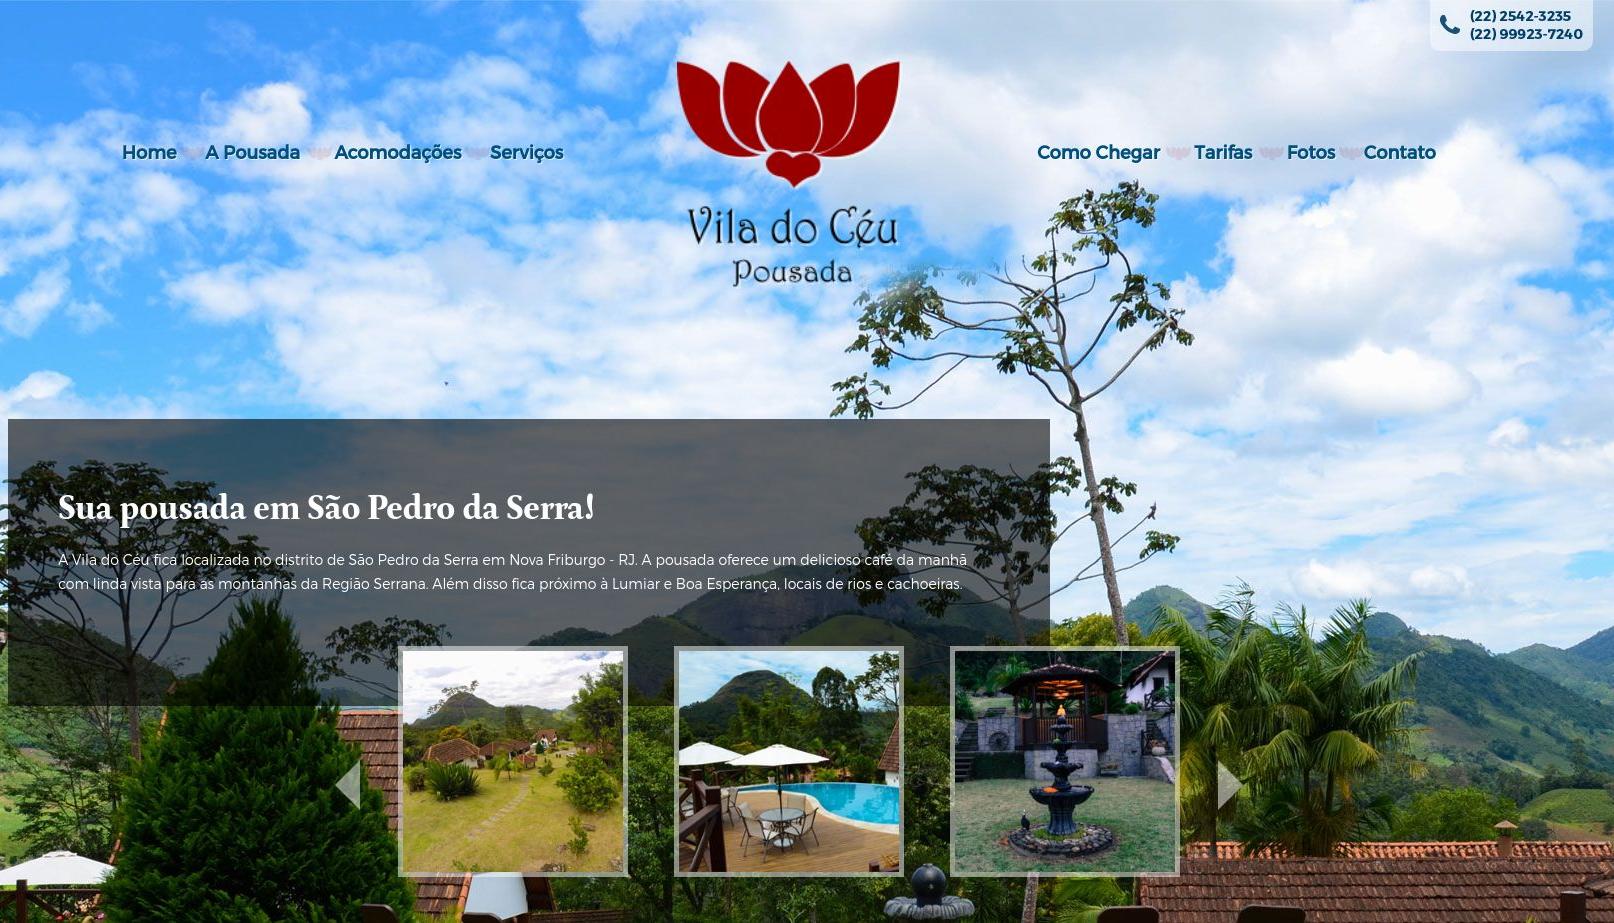 (22) 2542-3235
(22) 99923-7240
Home A Pousada Acomodações Serviços
Como Chegar Tarifas Fotos Contato
Vila do Céu
Pousada
Sua pousada em São Pedro da Serra!
A Vila do Céu fica localizada no distrito de São Pedro da Serra em Nova Friburgo - RJ. A pousada oferece um delicioso café da manhã
com linda vista para as montanhas da Região Serrana. Além disso fica próximo à Lumiar e Boa Esperança, locais de rios e cachoeiras.